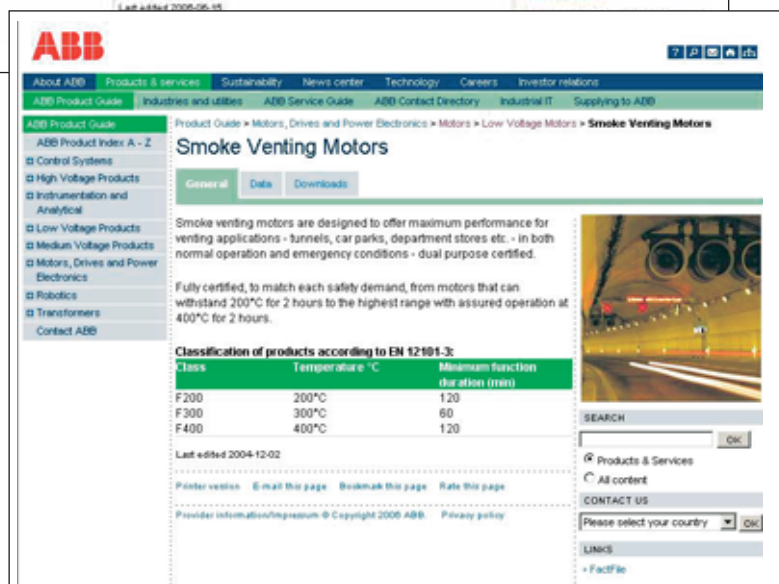 Last edited 2006-06-15
ABB
About ABB Products & services Sustainability News center Technology Careers Investor relations
ABB Product Guide Industries and utilities ABB Service Guide ABB Contact Directory Industrial IT Supplying to ABB
ABB Product Guide
ABB Product Index A - Z
Control Systems
High Voltage Products
Instrumentation and
Analytical
Low Voltage Products
Medium Voltage Products
Motors, Drives and Power
Electronics
Robotics
Transformers
Contact ABB
Product Guide > Motors, Drives and Power Electronics > Motors > Low Voltage Motors > Smoke Venting Motors
Smoke Venting Motors
General Data Downloads
Smoke venting motors are designed to offer maximum performance for
venting applications - tunnels, car parks, department stores etc. - in both
normal operation and emergency conditions - dual purpose certified.
Fully certified, to match each safety demand, from motors that can
withstand 200°C for 2 hours to the highest range with assured operation at
400°C for 2 hours.
Classification of products according to EN 12101-3:
Class Temperature °C Minimum function
duration (min)
F200 200°C 120
F300 300°C 60
F400 400°C 120
Last edited 2004-12-02
Printer version E-mail this page Bookmark this page Rate this page
Provider information/Impressum © Copyright 2006 ABB. Privacy policy
SEARCH
OK
Products & Services
All content
CONTACT US
Please select your country OK
LINKS
» FactFile